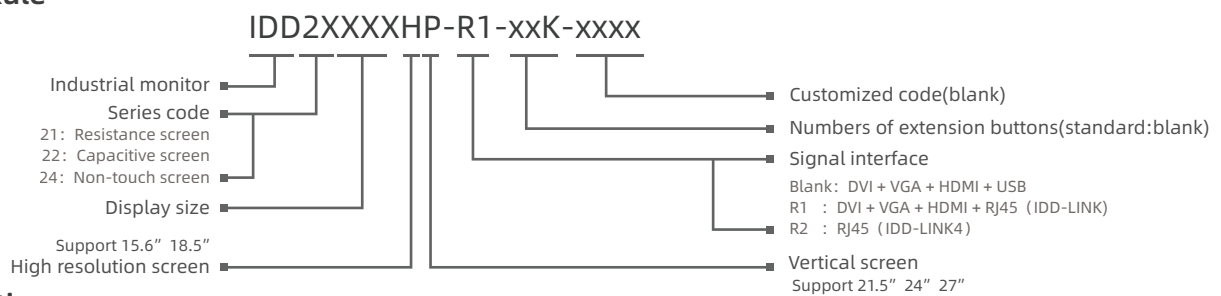 IDD2XXXXHP-R1-xxK-xxxx
Industrial monitor
Series code
21: Resistance screen
22: Capacitive screen
24: Non-touch screen
Display size
Support 15.6" 18.5"
High resolution screen
Customized code(blank)
Numbers of extension buttons(standard:blank)
Signal interface
Blank: DVI + VGA + HDMI + USB
R1 : DVI + VGA + HDMI + RJ45 (IDD-LINK)
R2 : RJ45 (IDD-LINK4)
Vertical screen
Support 21.5" 24" 27"